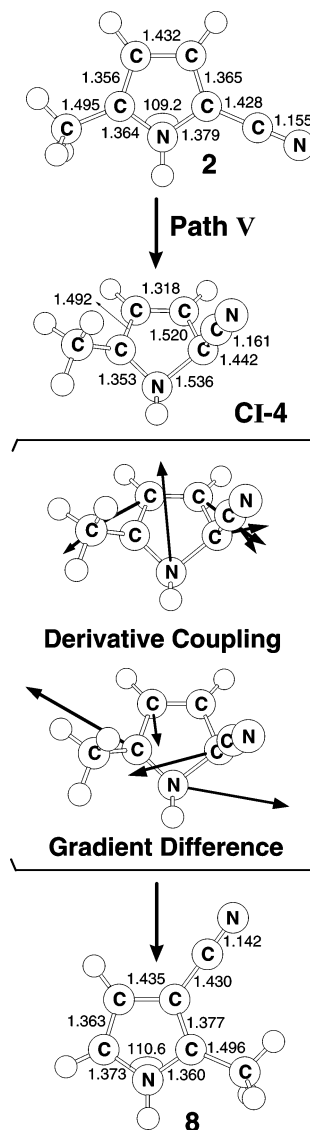 1.432
1.356 1.365
1.495 C 109.2 C 1.428
C 1.364 N 1.379 C 1.155
N
2
Path V
1.318
1.492 C C N
C 1.520 C 1.161
C C 1.442
1.353 N 1.536
CI-4
C C N
C C C C
N
Derivative Coupling
C C
C C C C N
N
Gradient Difference
N
C 1.142
1.435 1.430
C C
1.363 1.377
C 110.6 C 1.496
1.373 N 1.360 C
8